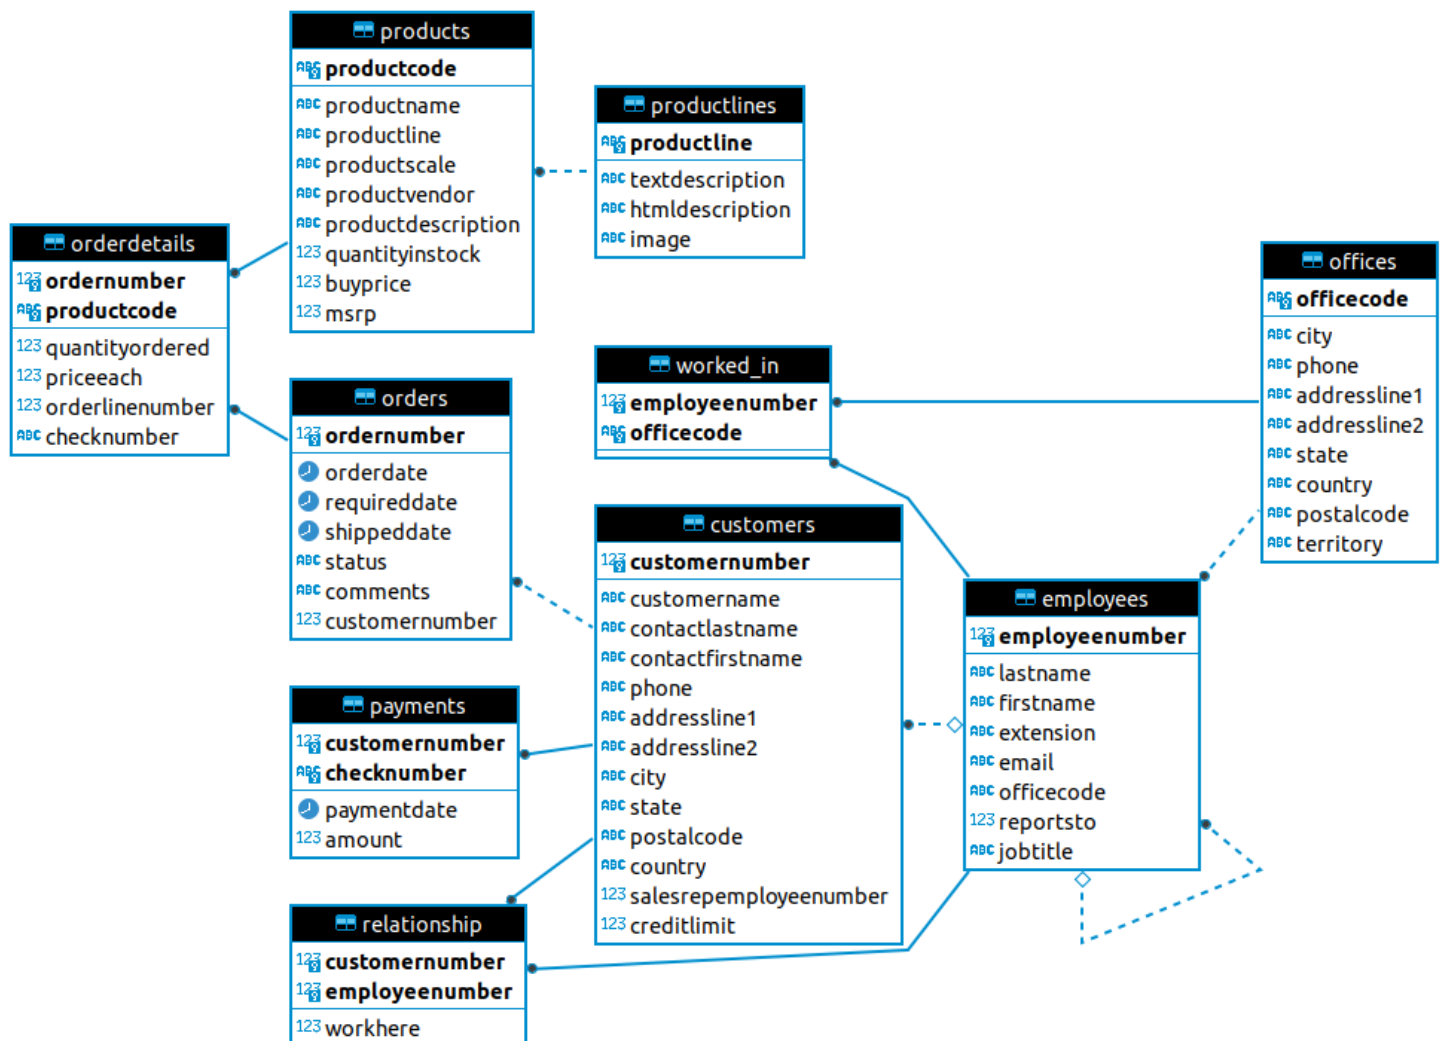 products
productcode
productname
productline
productscale
productvendor
productdescription
quantityinstock
buyprice
msrp
productlines
productline
textdescription
htmldescription
image
orderdetails
ordernumber
productcode
quantityordered
priceeach
orderlinenumber
checknumber
offices
officecode
city
phone
addressline1
addressline2
state
country
postalcode
territory
worked_in
employeenumber
officecode
orders
ordernumber
orderdate
requireddate
shippeddate
status
comments
customernumber
customers
customernumber
customername
contactlastname
contactfirstname
phone
addressline1
addressline2
city
state
postalcode
country
salesrepemployeenumber
creditlimit
employees
employeenumber
lastname
firstname
extension
email
officecode
reportsto
jobtitle
payments
customernumber
checknumber
paymentdate
amount
relationship
customernumber
employeenumber
workhere